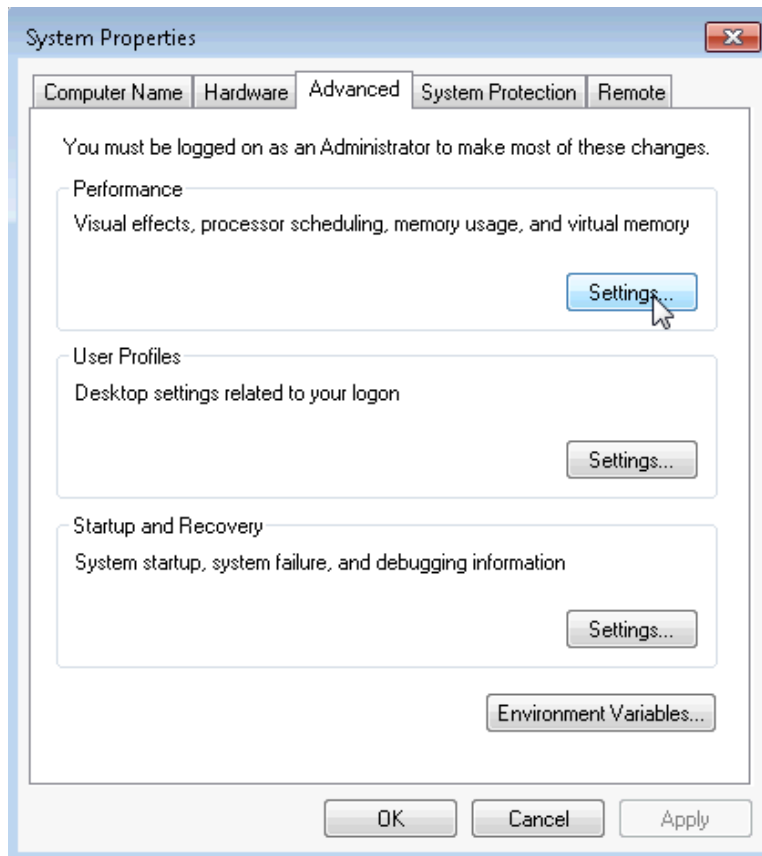 System Properties
Computer Name Hardware Advanced System Protection Remote
You must be logged on as an Administrator to make most of these changes.
Performance
Visual effects, processor scheduling, memory usage, and virtual memory
Settings...
User Profiles
Desktop settings related to your logon
Settings...
Startup and Recovery
System startup, system failure, and debugging information
Settings...
Environment Variables...
OK Cancel Apply